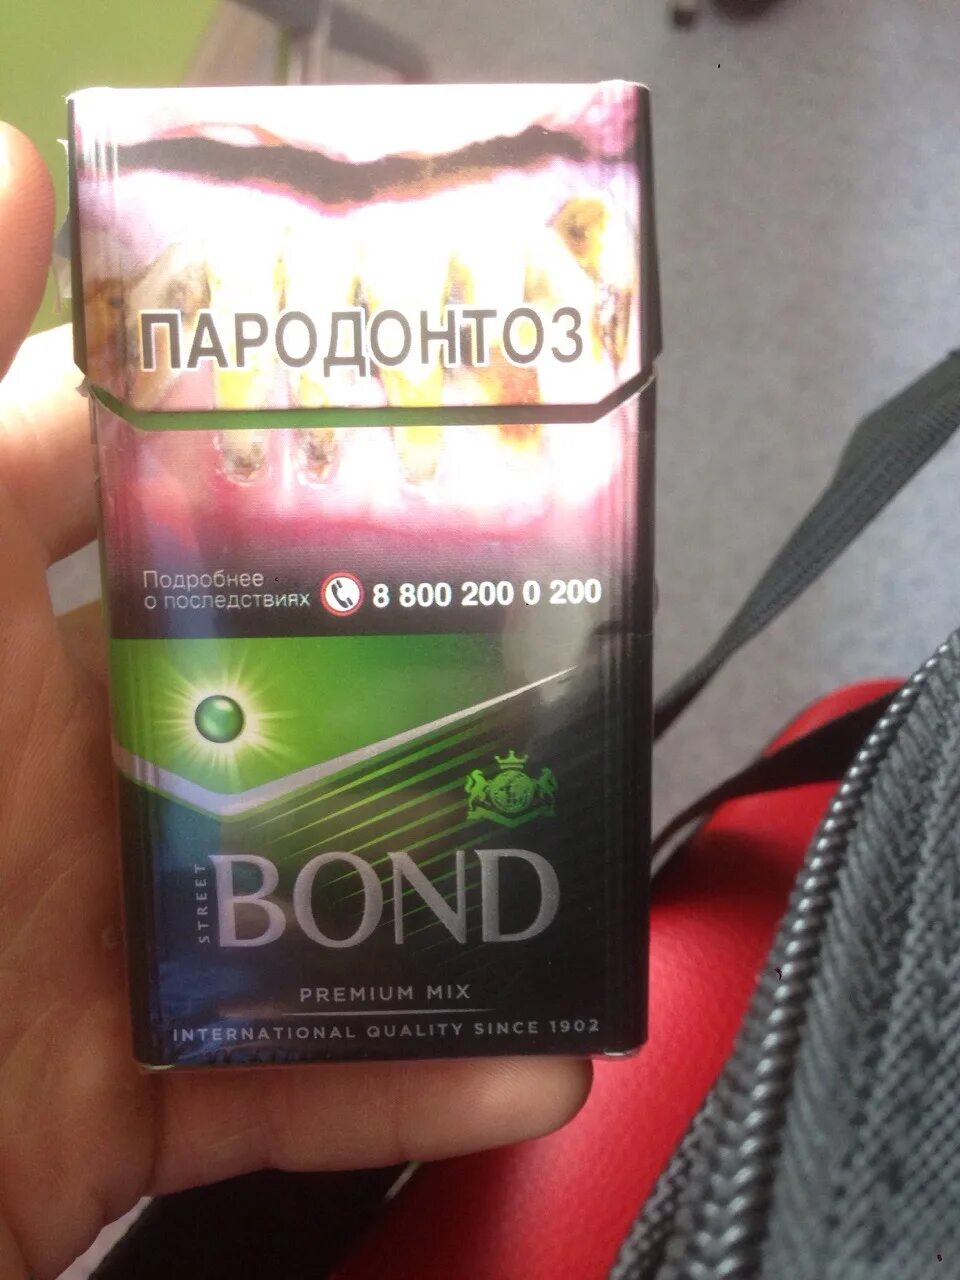 ПАРОДОНТОЗ
Подробнее
о последствиях 8 800 200 0 200
STREET
BOND
PREMIUM MIX
INTERNATIONAL QUALITY SINCE 1902